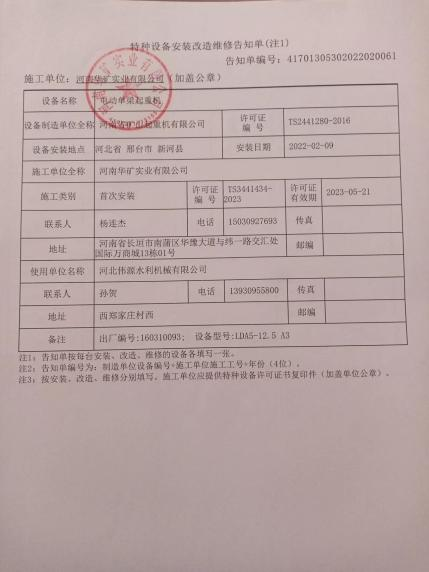 特种设备安装改造维修告知单(注1)
告知单编号: 41701305302022020061
施工单位: 河南华矿实业有限公司 (加盖公章)
设备名称 电动单梁起重机
设备制造单位全称 河南省 起重机有限公司 许可证编 号 TS2441280-2016
设备安装地点 河北省 邢台市 新河县 安装日期 2022-02-09
施工单位全称 河南华矿实业有限公司
施工类别 首次安装 许可证编 号 TS3441434-2023 许可证有效期 2023-05-21
联系人 杨连杰 电话 15030927693 传真
地址 河南省长垣市南蒲区华豫大道与纬一路交汇处国际万商城13栋01号 邮编
使用单位名称 河北伟源水利机械有限公司
联系人 孙贺 电话 13930955800 传真
地址 西郑家庄村西 邮编
备注 出厂编号:160310093; 设备型号:LDA5-12.5 A3
注1: 告知单按每台安装、改造、维修的设备各填写一张。
注2: 告知单编号为: 制造单位设备编号+施工单位施工工号+年份 (4位)。
注3: 按安装、改造、维修分别填写。施工单位应提供特种设备许可证书复印件 (加盖单位公章)。